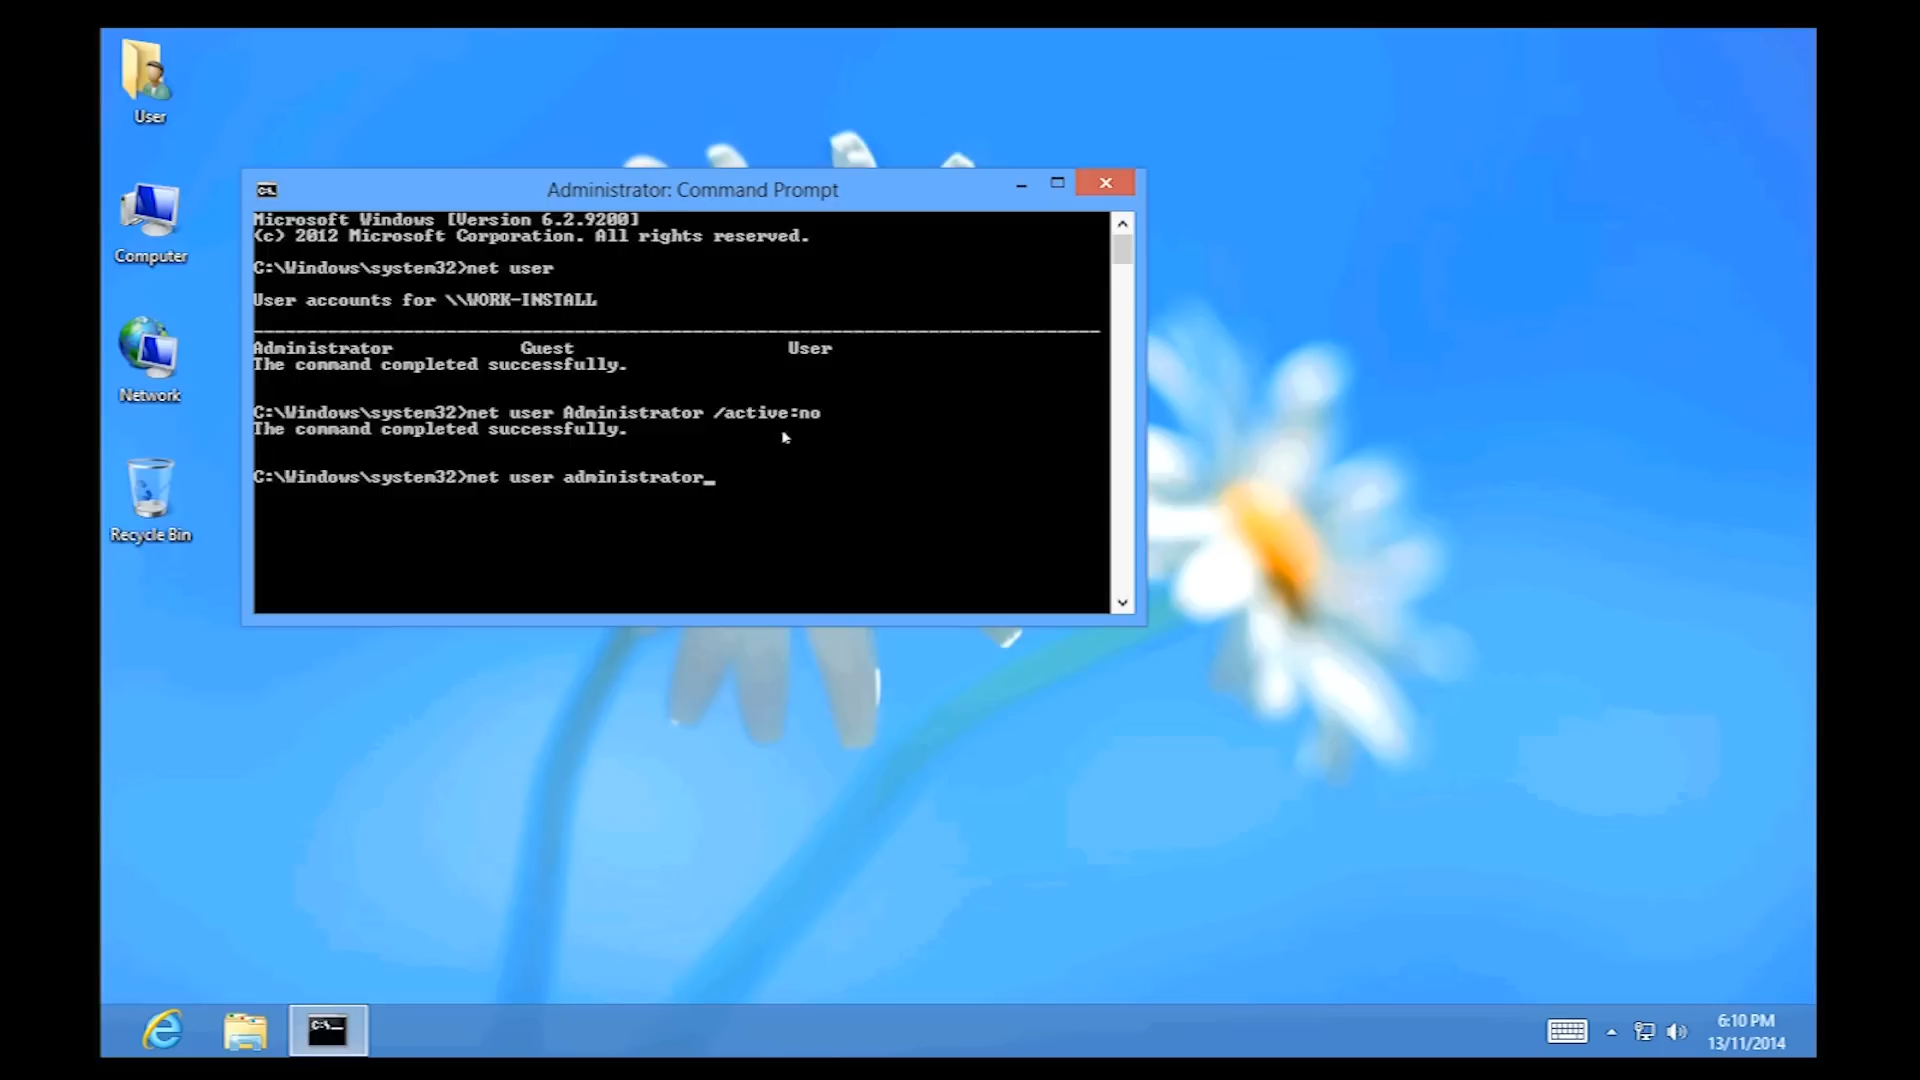 User
Computer
Network
Recycle Bin
Administrator: Command Prompt
Microsoft Windows [Version 6.2.9200]
(c) 2012 Microsoft Corporation. All rights reserved.
C:\Windows\system32>net user
User accounts for \\WORK-INSTALL
-------------------------------------------------------------------------------
Administrator Guest User
The command completed successfully.
C:\Windows\system32>net user Administrator /active:no
The command completed successfully.
C:\Windows\system32>net user administrator_
6:10 PM
13/11/2014